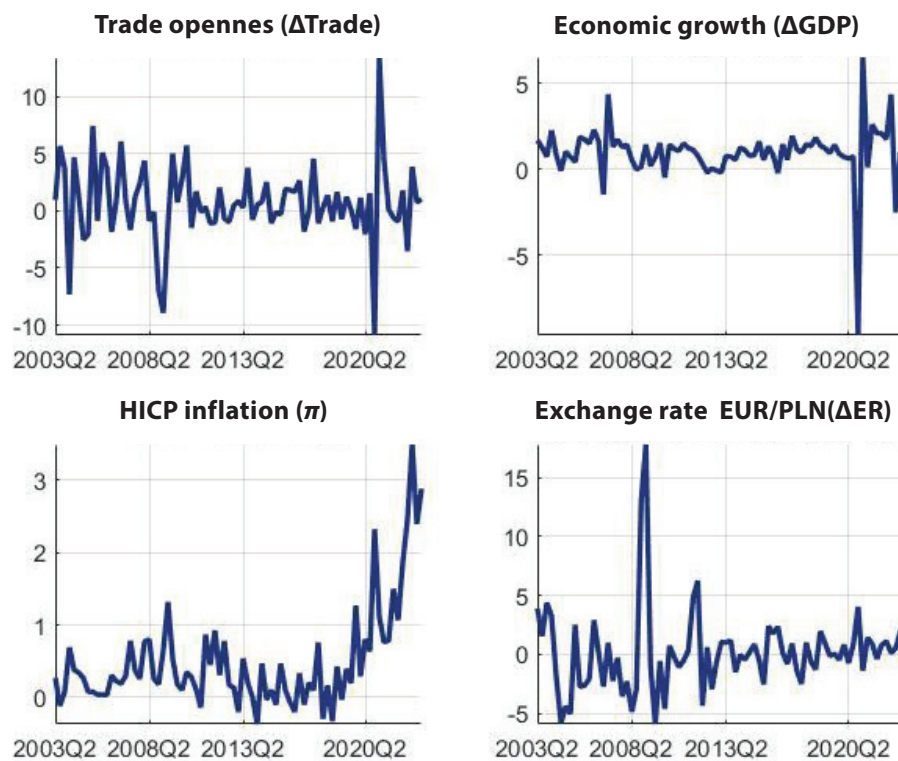 Trade opennes (ΔTrade)
10
5
0
-5
-10
2003Q2 2008Q2 2013Q2 2020Q2
Economic growth (ΔGDP)
5
0
-5
2003Q2 2008Q2 2013Q2 2020Q2
HICP inflation (π)
3
2
1
0
2003Q2 2008Q2 2013Q2 2020Q2
Exchange rate EUR/PLN(ΔER)
15
10
5
0
-5
2003Q2 2008Q2 2013Q2 2020Q2